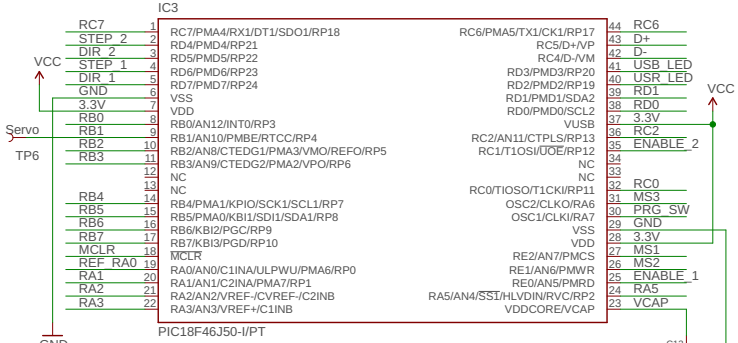 IC3
RC7 1 RC7/PMA4/RX1/DT1/SDO1/RP18 RC6/PMA5/TX1/CK1/RP17 44 RC6
STEP_2 2 RD4/PMD4/RP21 RC5/D+/VP 43 D+
DIR_2 3 RD5/PMD5/RP22 RC4/D-/VM 42 D-
VCC STEP_1 4 RD6/PMD6/RP23 RD3/PMD3/RP20 41 USB_LED
DIR_1 5 RD7/PMD7/RP24 RD2/PMD2/RP19 40 USR_LED
GND 6 VSS RD1/PMD1/SDA2 39 RD1 VCC
3.3V 7 VDD RD0/PMD0/SCL2 38 RD0
RB0 8 RB0/AN12/INT0/RP3 VUSB 37 3.3V
Servo RB1 9 RB1/AN10/PMBE/RTCC/RP4 RC2/AN11/CTPLS/RP13 36 RC2
RB2 10 RB2/AN8/CTEDG1/PMA3/VMO/REFO/RP5 RC1/T1OSI/UOE/RP12 35 ENABLE_2
TP6 RB3 11 RB3/AN9/CTEDG2/PMA2/VPO/RP6 NC 34
12 NC NC 33
13 NC RC0/TIOSO/T1CKI/RP11 32 RC0
RB4 14 RB4/PMA1/KPIO/SCK1/SCL1/RP7 OSC2/CLKO/RA6 31 MS3
RB5 15 RB5/PMA0/KBI1/SDI1/SDA1/RP8 OSC1/CLKI/RA7 30 PRG_SW
RB6 16 RB6/KBI2/PGC/RP9 VSS 29 GND
RB7 17 RB7/KBI3/PGD/RP10 VDD 28 3.3V
MCLR 18 MCLR RE2/AN7/PMCS 27 MS1
REF_RA0 19 RA0/AN0/C1INA/ULPWU/PMA6/RP0 RE1/AN6/PMWR 26 MS2
RA1 20 RA1/AN1/C2INA/PMA7/RP1 RE0/AN5/PMRD 25 ENABLE_1
RA2 21 RA2/AN2/VREF-/CVREF-/C2INB RA5/AN4/SS1/HLVDIN/RVC/RP2 24 RA5
RA3 22 RA3/AN3/VREF+/C1INB VDDCORE/VCAP 23 VCAP
PIC18F46J50-I/PT
GND C13